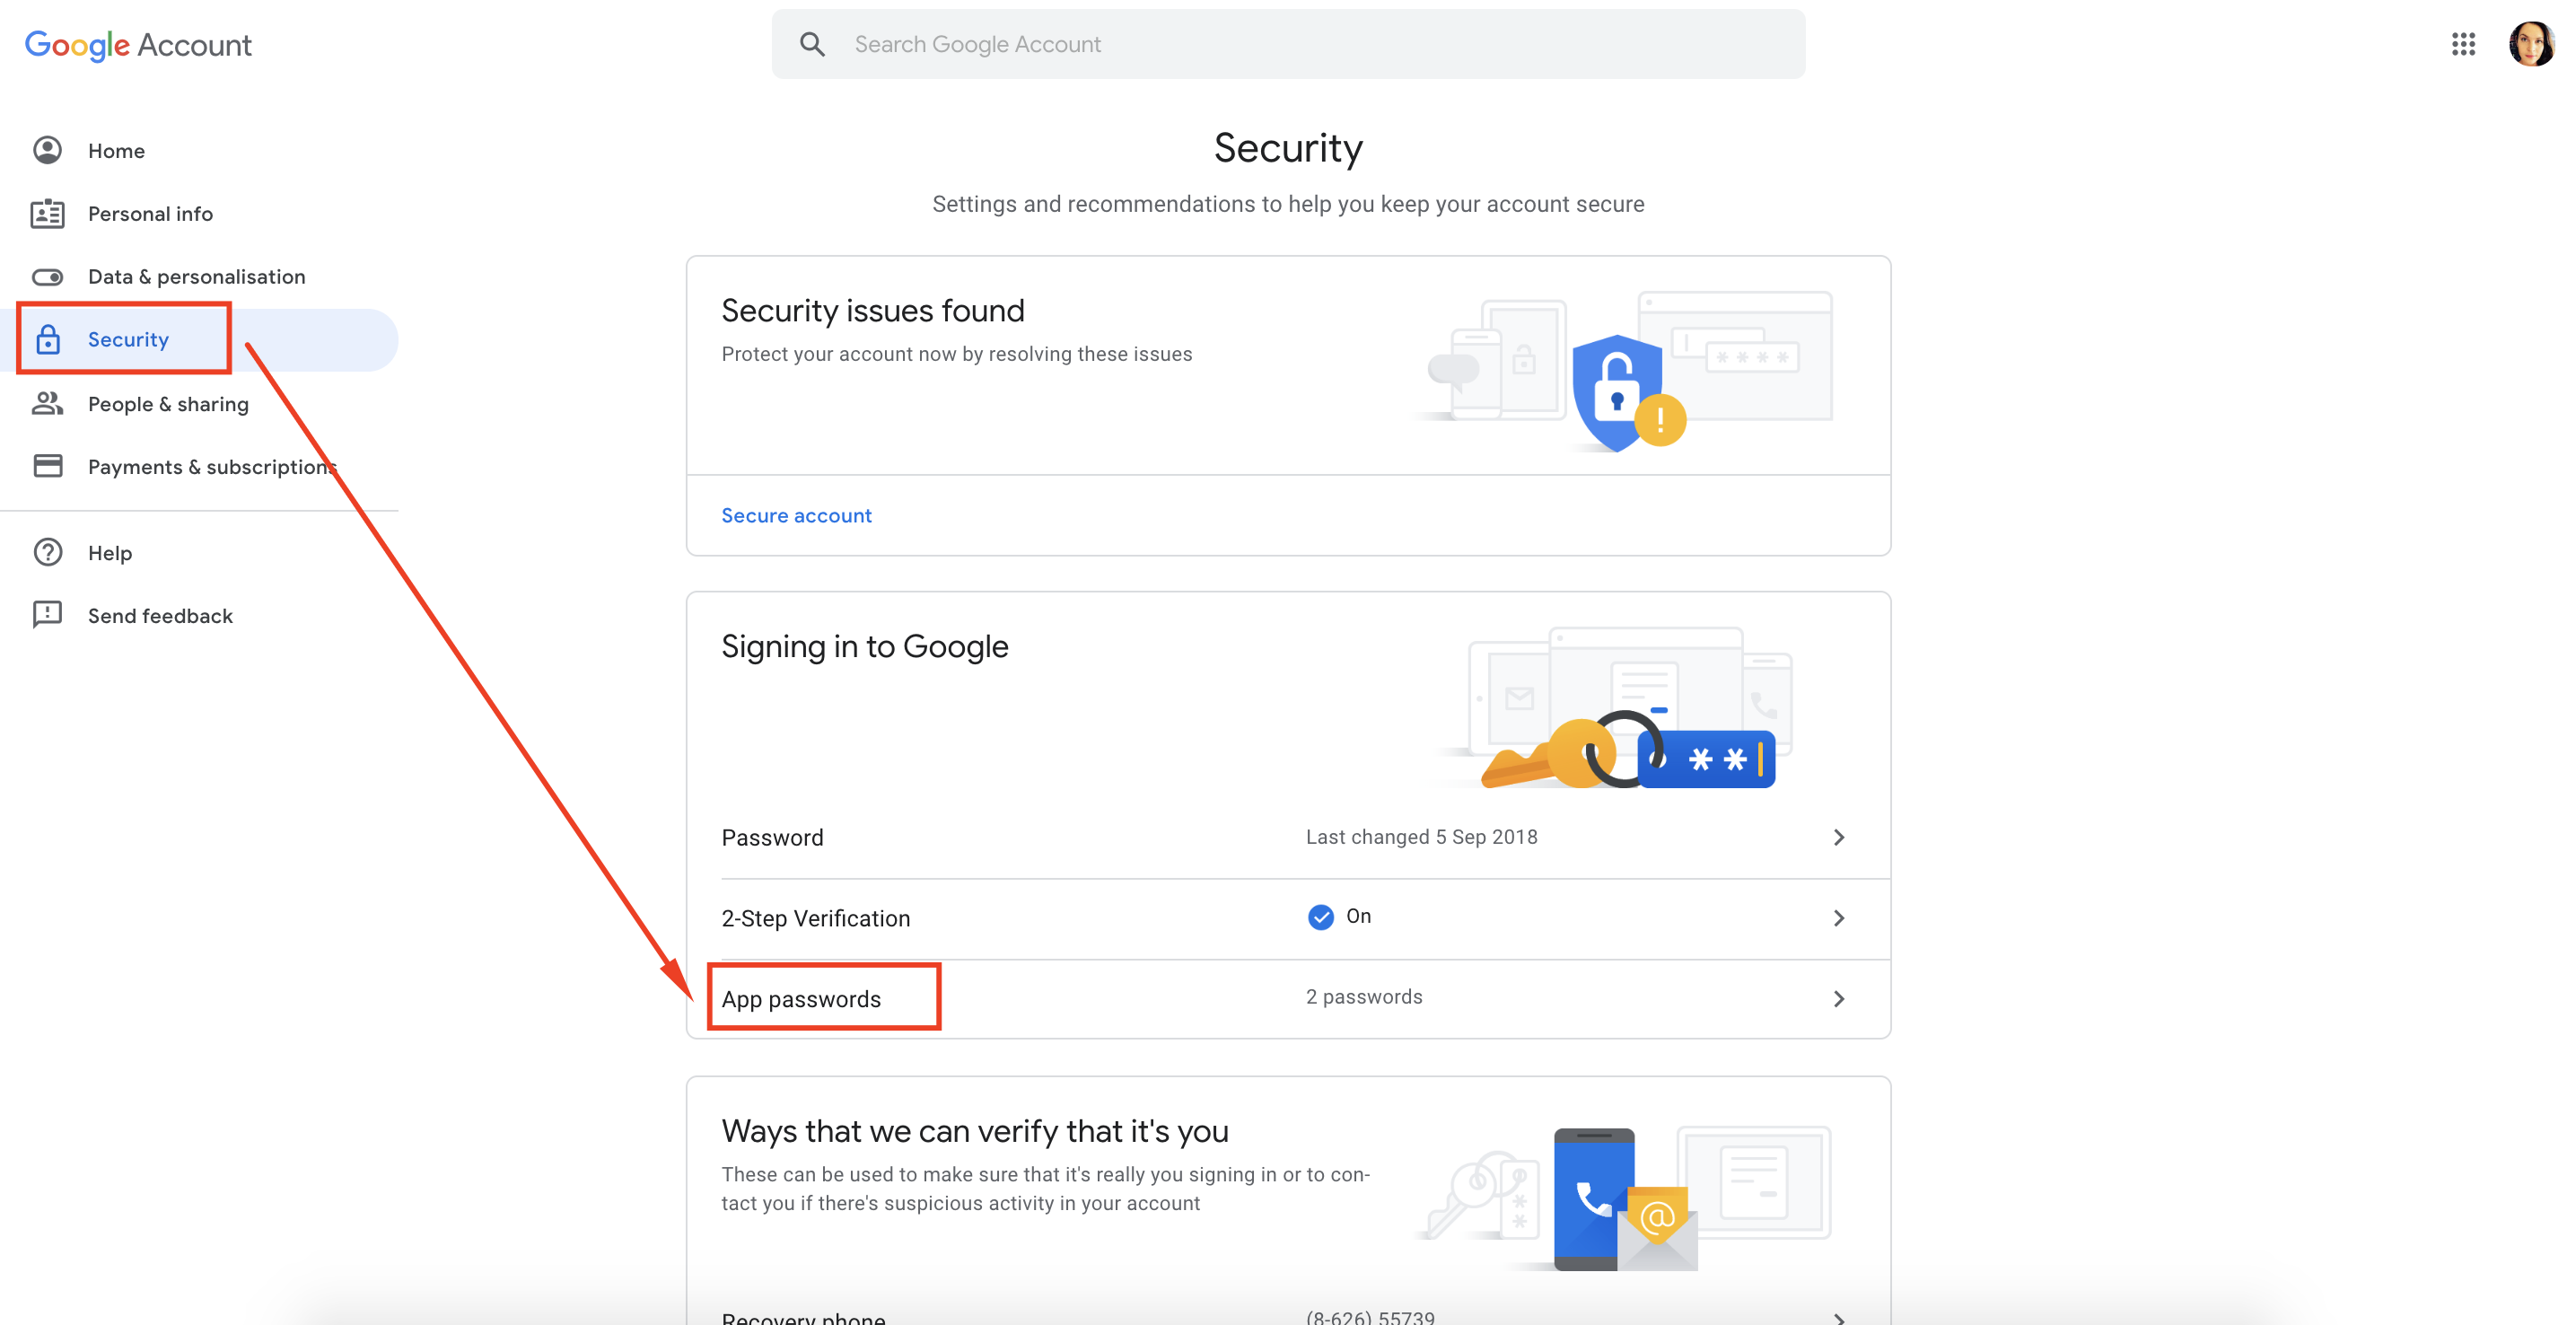 Google Account
Search Google Account
Home
Personal info
Data & personalisation
Security
People & sharing
Payments & subscriptions
Help
Send feedback
Security
Settings and recommendations to help you keep your account secure
Security issues found
Protect your account now by resolving these issues
Secure account
Signing in to Google
Password
Last changed 5 Sep 2018
2-Step Verification
On
App passwords
2 passwords
Ways that we can verify that it's you
These can be used to make sure that it's really you signing in or to con-
tact you if there's suspicious activity in your account
Recovery phone
(8-626) 55739